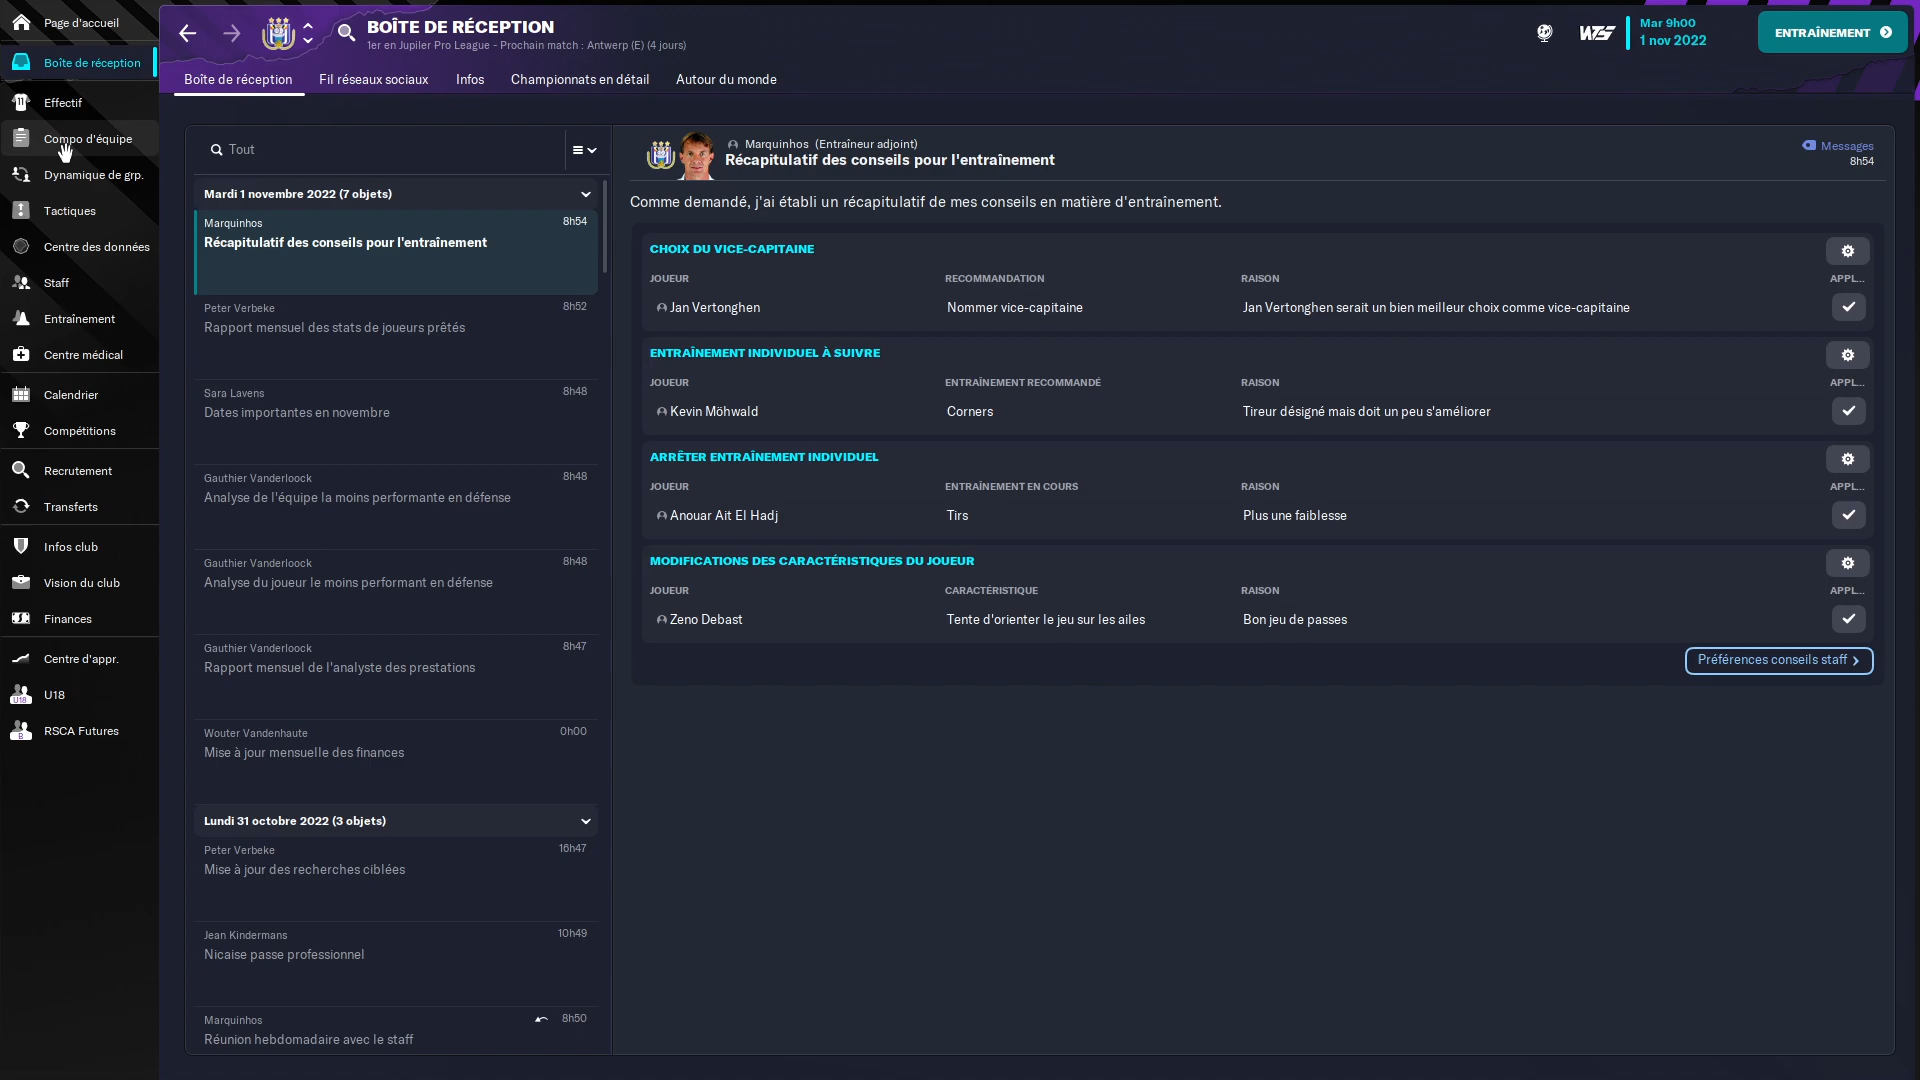 Page d'accueil
Boîte de réception
Effectif
Compo d'équipe
Dynamique de grp.
Tactiques
Centre des données
Staff
Entraînement
Centre médical
Calendrier
Compétitions
Recrutement
Transferts
Infos club
Vision du club
Finances
Centre d'appr.
U18
RSCA Futures
BOÎTE DE RÉCEPTION
1er en Jupiler Pro League - Prochain match : Antwerp (E) (4 jours)
Mar 9h00
1 nov 2022
ENTRAÎNEMENT
Boîte de réception Fil réseaux sociaux Infos Championnats en détail Autour du monde
Tout
Mardi 1 novembre 2022 (7 objets)
Marquinhos 8h54
Récapitulatif des conseils pour l'entraînement
Peter Verbeke 8h52
Rapport mensuel des stats de joueurs prêtés
Sara Lavens 8h48
Dates importantes en novembre
Gauthier Vanderloock 8h48
Analyse de l'équipe la moins performante en défense
Gauthier Vanderloock 8h48
Analyse du joueur le moins performant en défense
Gauthier Vanderloock 8h47
Rapport mensuel de l'analyste des prestations
Wouter Vandenhaute 0h00
Mise à jour mensuelle des finances
Lundi 31 octobre 2022 (3 objets)
Peter Verbeke 16h47
Mise à jour des recherches ciblées
Jean Kindermans 10h49
Nicaise passe professionnel
Marquinhos 8h50
Réunion hebdomadaire avec le staff
Marquinhos (Entraîneur adjoint)
Récapitulatif des conseils pour l'entraînement
Messages
8h54
Comme demandé, j'ai établi un récapitulatif de mes conseils en matière d'entraînement.
CHOIX DU VICE-CAPITAINE
JOUEUR RECOMMANDATION RAISON APPL...
Jan Vertonghen Nommer vice-capitaine Jan Vertonghen serait un bien meilleur choix comme vice-capitaine
ENTRAÎNEMENT INDIVIDUEL À SUIVRE
JOUEUR ENTRAÎNEMENT RECOMMANDÉ RAISON APPL...
Kevin Möhwald Corners Tireur désigné mais doit un peu s'améliorer
ARRÊTER ENTRAÎNEMENT INDIVIDUEL
JOUEUR ENTRAÎNEMENT EN COURS RAISON APPL...
Anouar Ait El Hadj Tirs Plus une faiblesse
MODIFICATIONS DES CARACTÉRISTIQUES DU JOUEUR
JOUEUR CARACTÉRISTIQUE RAISON APPL...
Zeno Debast Tente d'orienter le jeu sur les ailes Bon jeu de passes
Préférences conseils staff